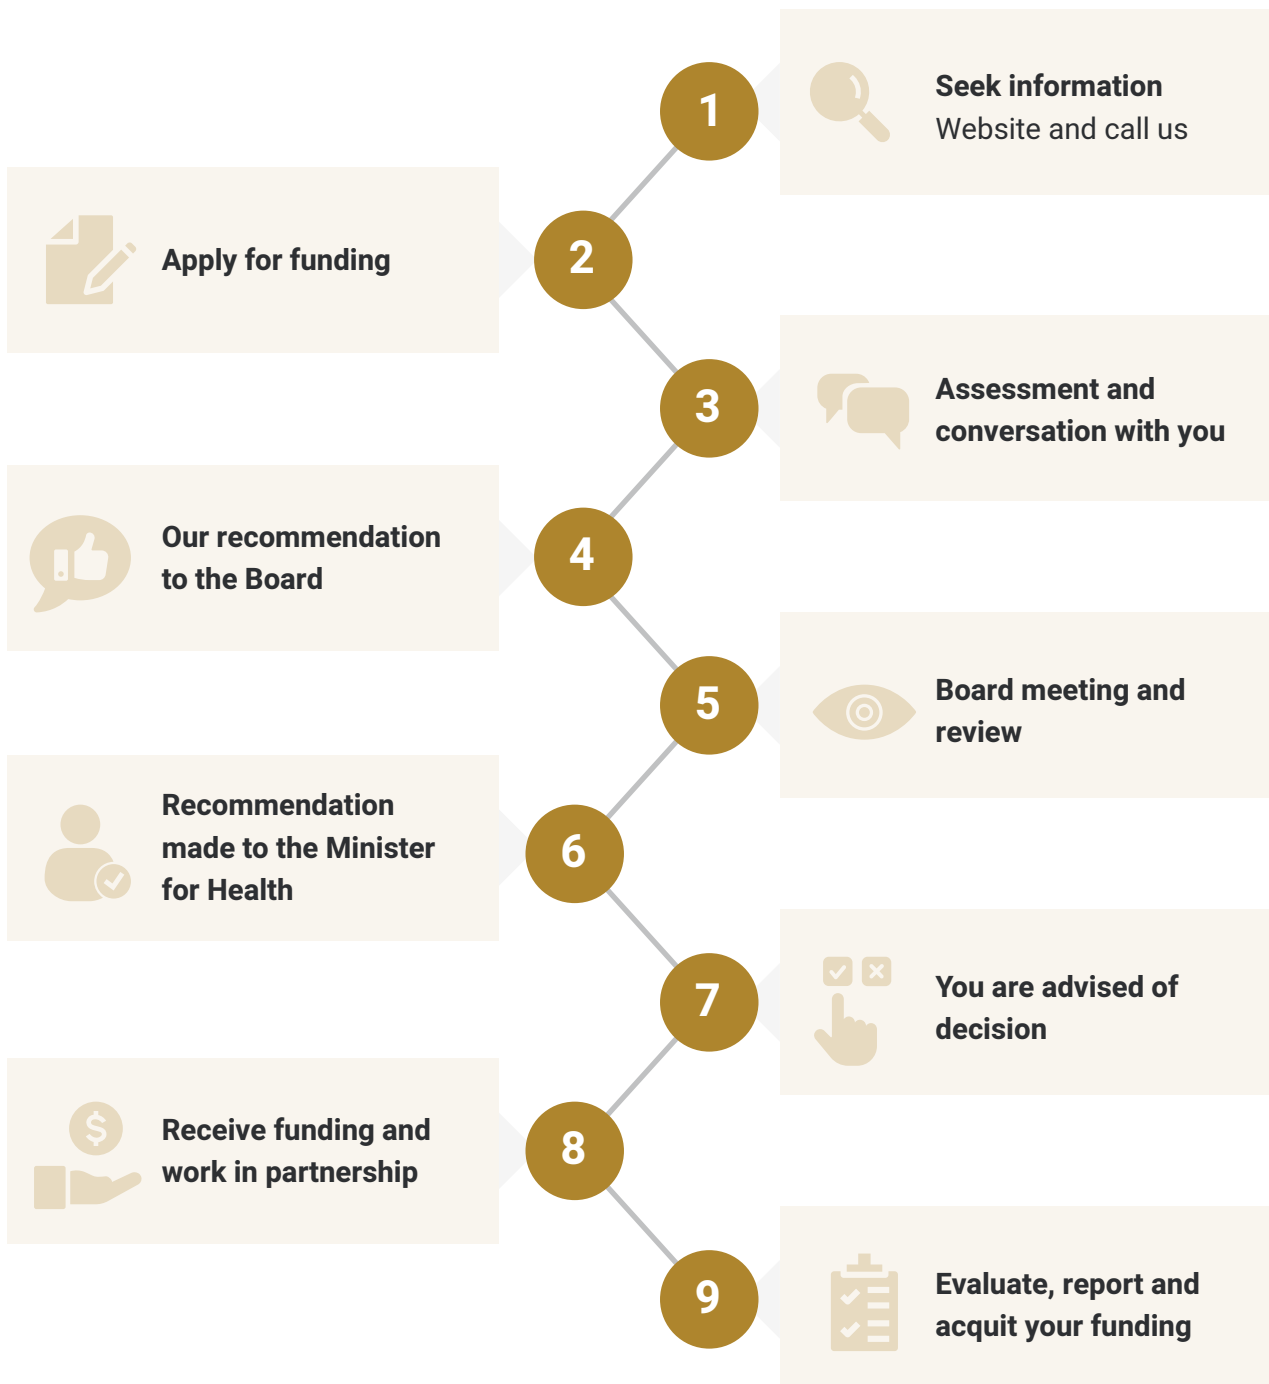 1
Seek information
Website and call us
2
Apply for funding
3
Assessment and
conversation with you
4
Our recommendation
to the Board
5
Board meeting and
review
6
Recommendation
made to the Minister
for Health
7
You are advised of
decision
8
$
Receive funding and
work in partnership
9
Evaluate, report and
acquit your funding